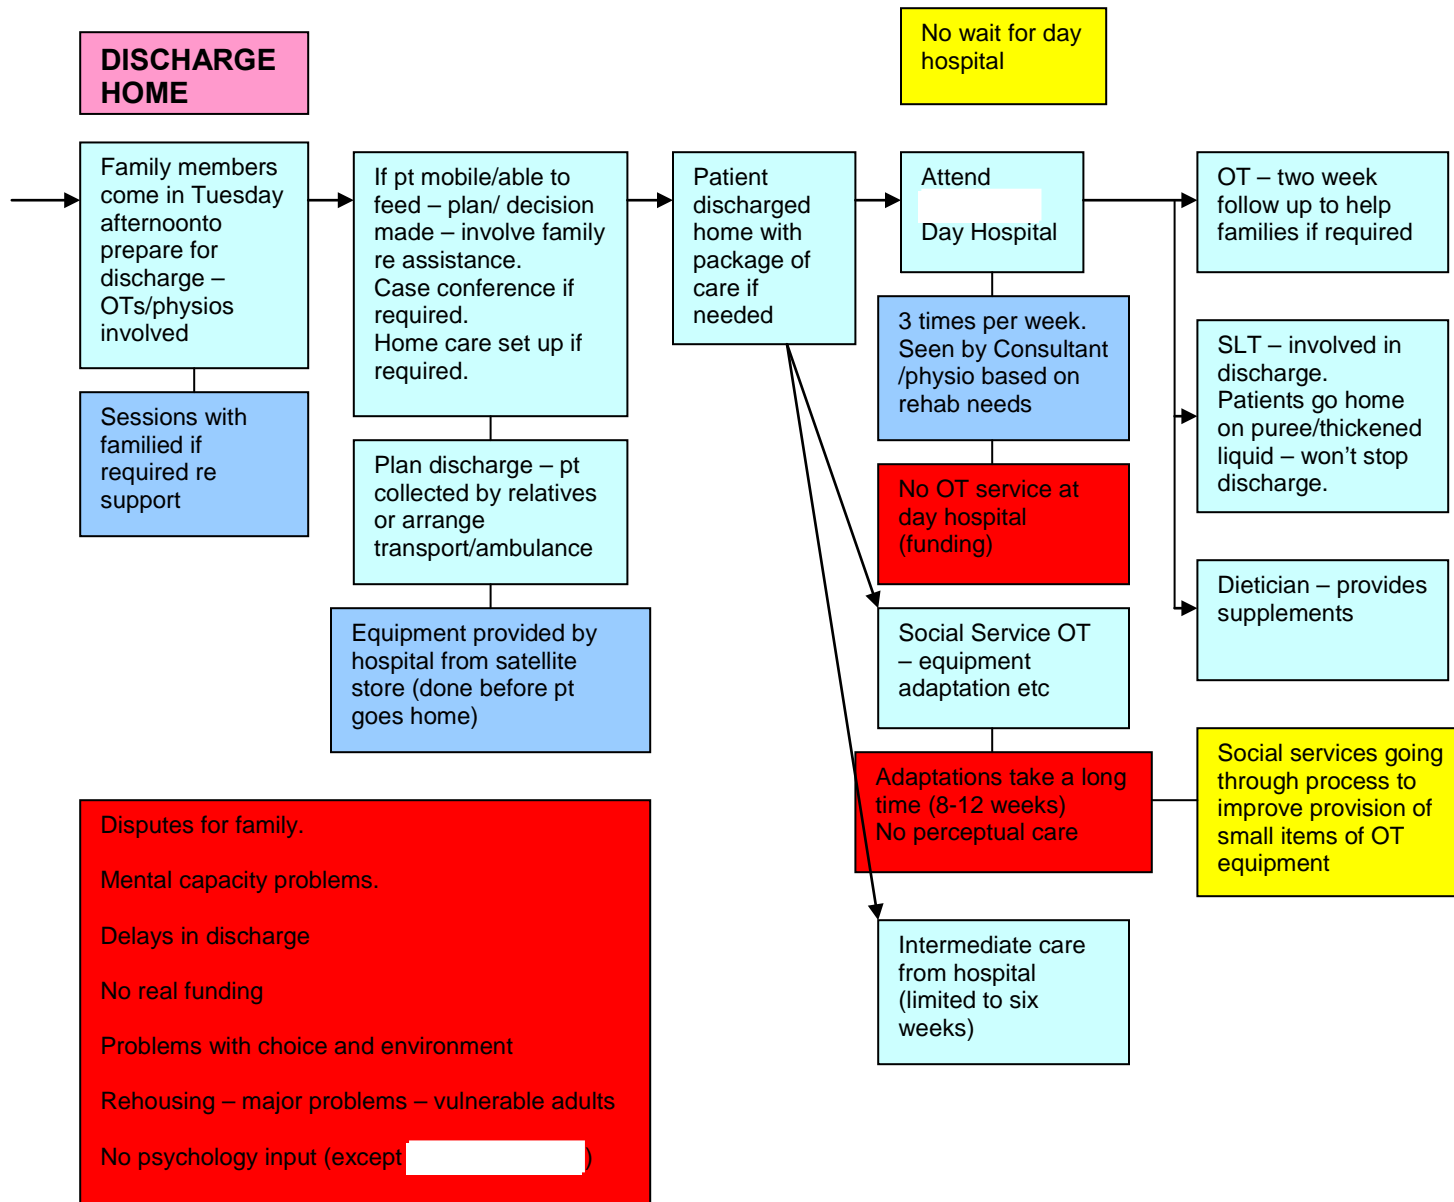 DISCHARGE
HOME
No wait for day
hospital
Family members
come in Tuesday
afternoonto
prepare for
discharge –
OTs/physios
involved
If pt mobile/able to
feed – plan/ decision
made – involve family
re assistance.
Case conference if
required.
Home care set up if
required.
Patient
discharged
home with
package of
care if
needed
Attend
Day Hospital
OT – two week
follow up to help
families if required
3 times per week.
Seen by Consultant
/physio based on
rehab needs
SLT – involved in
discharge.
Patients go home
on puree/thickened
liquid – won't stop
discharge.
Sessions with
familied if
required re
support
Plan discharge – pt
collected by relatives
or arrange
transport/ambulance
No OT service at
day hospital
(funding)
Dietician – provides
supplements
Equipment provided by
hospital from satellite
store (done before pt
goes home)
Social Service OT
– equipment
adaptation etc
Adaptations take a long
time (8-12 weeks)
No perceptual care
Social services going
through process to
improve provision of
small items of OT
equipment
Disputes for family.
Mental capacity problems.
Delays in discharge
No real funding
Problems with choice and environment
Rehousing – major problems – vulnerable adults
No psychology input (except )
Intermediate care
from hospital
(limited to six
weeks)